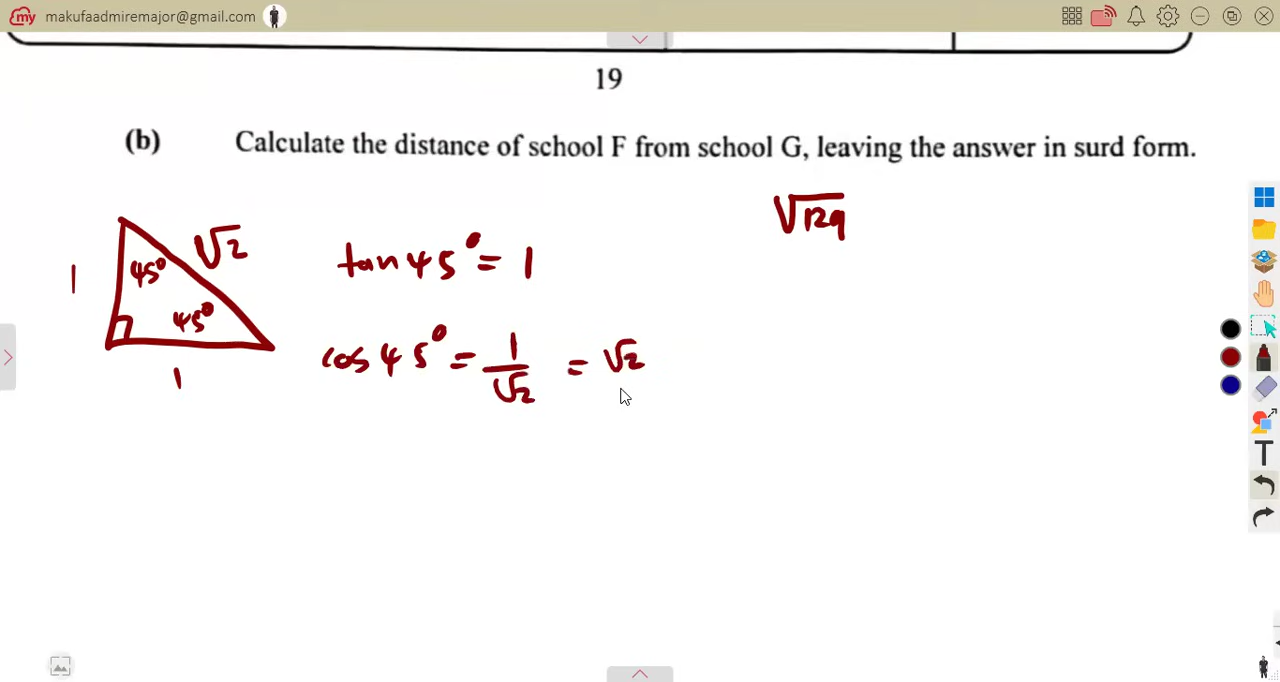 my makufaadmiremajor@gmail.com
19
(b) Calculate the distance of school F from school G, leaving the answer in surd form.
√129
1 45° √2 45° 1
tan 45° = 1
cos 45° = 1/√2 = √2
T